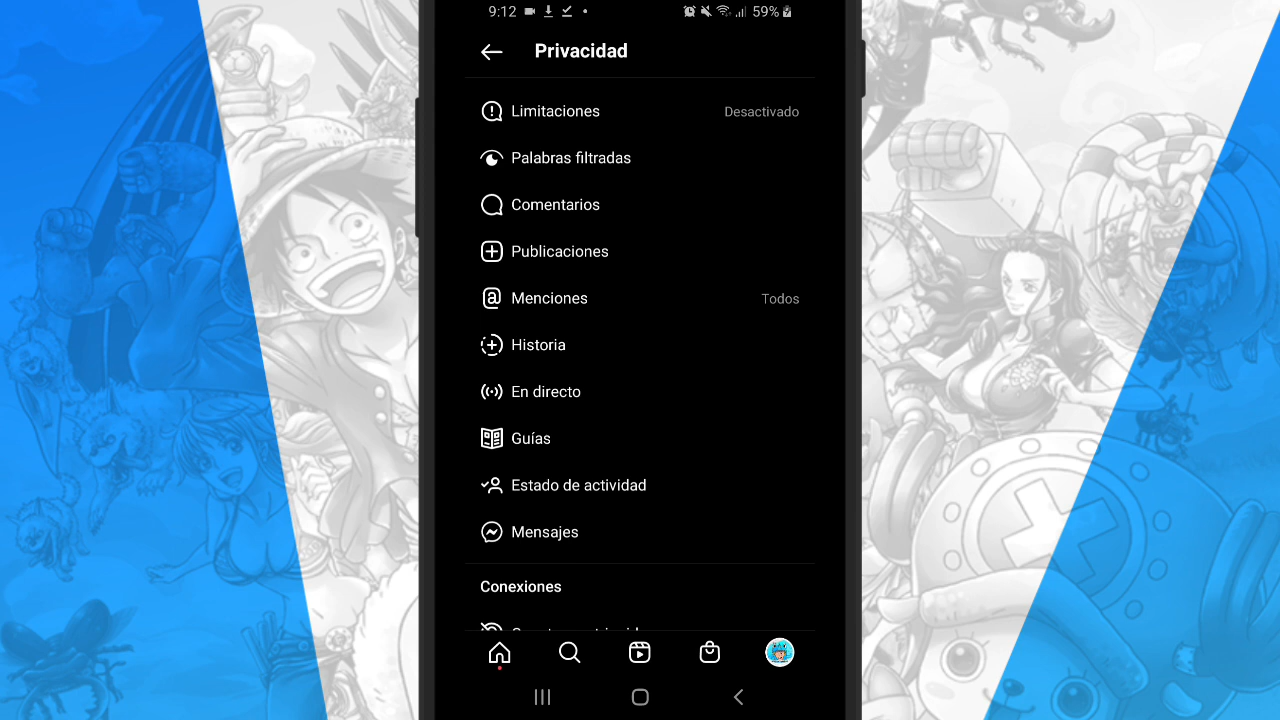 9:12 59%
Privacidad
Limitaciones Desactivado
Palabras filtradas
Comentarios
Publicaciones
Menciones Todos
Historia
En directo
Guías
Estado de actividad
Mensajes
Conexiones